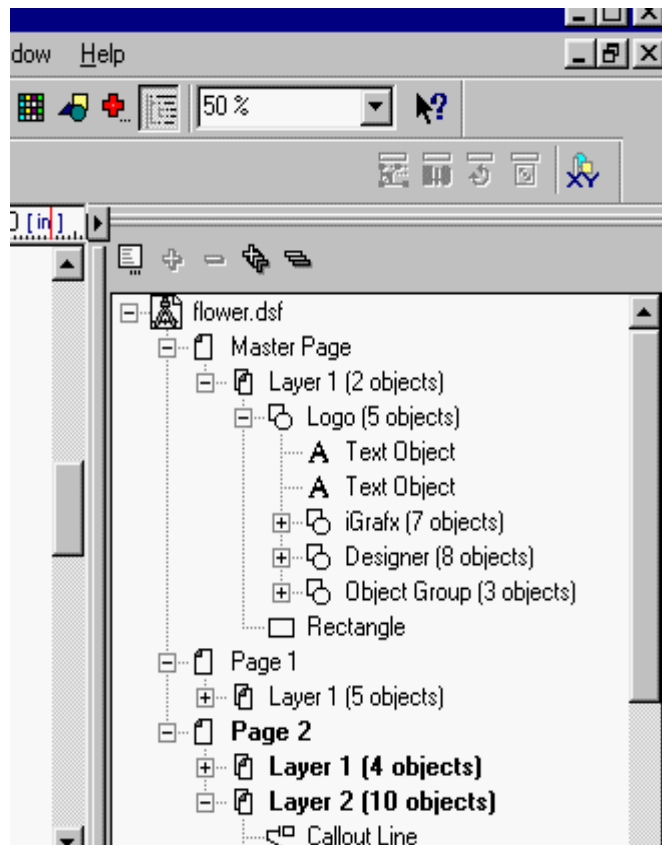 dow Help
50 %
[in]
flower.dsf
Master Page
Layer 1 (2 objects)
Logo (5 objects)
A Text Object
A Text Object
iGrafx (7 objects)
Designer (8 objects)
Object Group (3 objects)
Rectangle
Page 1
Layer 1 (5 objects)
Page 2
Layer 1 (4 objects)
Layer 2 (10 objects)
Callout Line